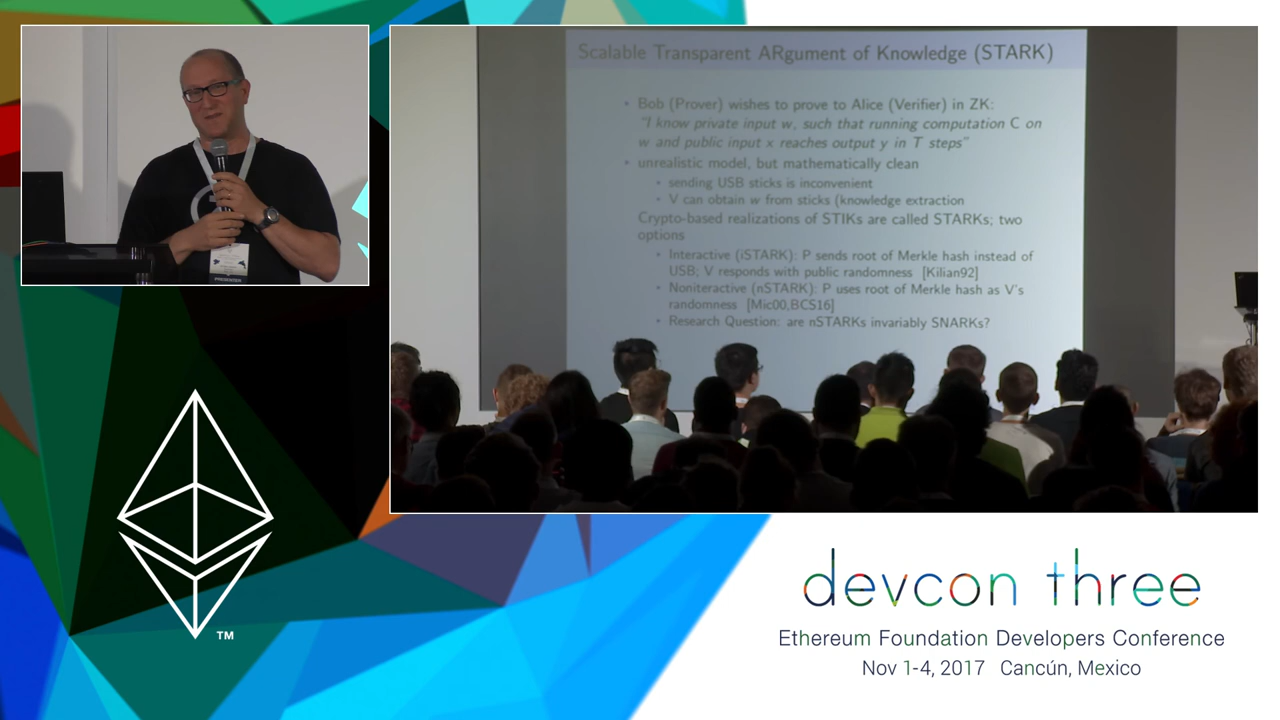 Scalable Transparent ARgument of Knowledge (STARK)
• Bob (Prover) wishes to prove to Alice (Verifier) in ZK:
"I know private input w, such that running computation C on
w and public input x reaches output y in T steps"
• unrealistic model, but mathematically clean
• sending USB sticks is inconvenient
• V can obtain w from sticks (knowledge extraction
Crypto-based realizations of STIKs are called STARKs; two
options
• Interactive (iSTARK): P sends root of Merkle hash instead of
USB; V responds with public randomness [Kilian92]
• Noninteractive (nSTARK): P uses root of Merkle hash as V's
randomness [Mic00,BCS16]
• Research Question: are nSTARKs invariably SNARKs?
TM
devcon three
Ethereum Foundation Developers Conference
Nov 1-4, 2017 Cancún, Mexico